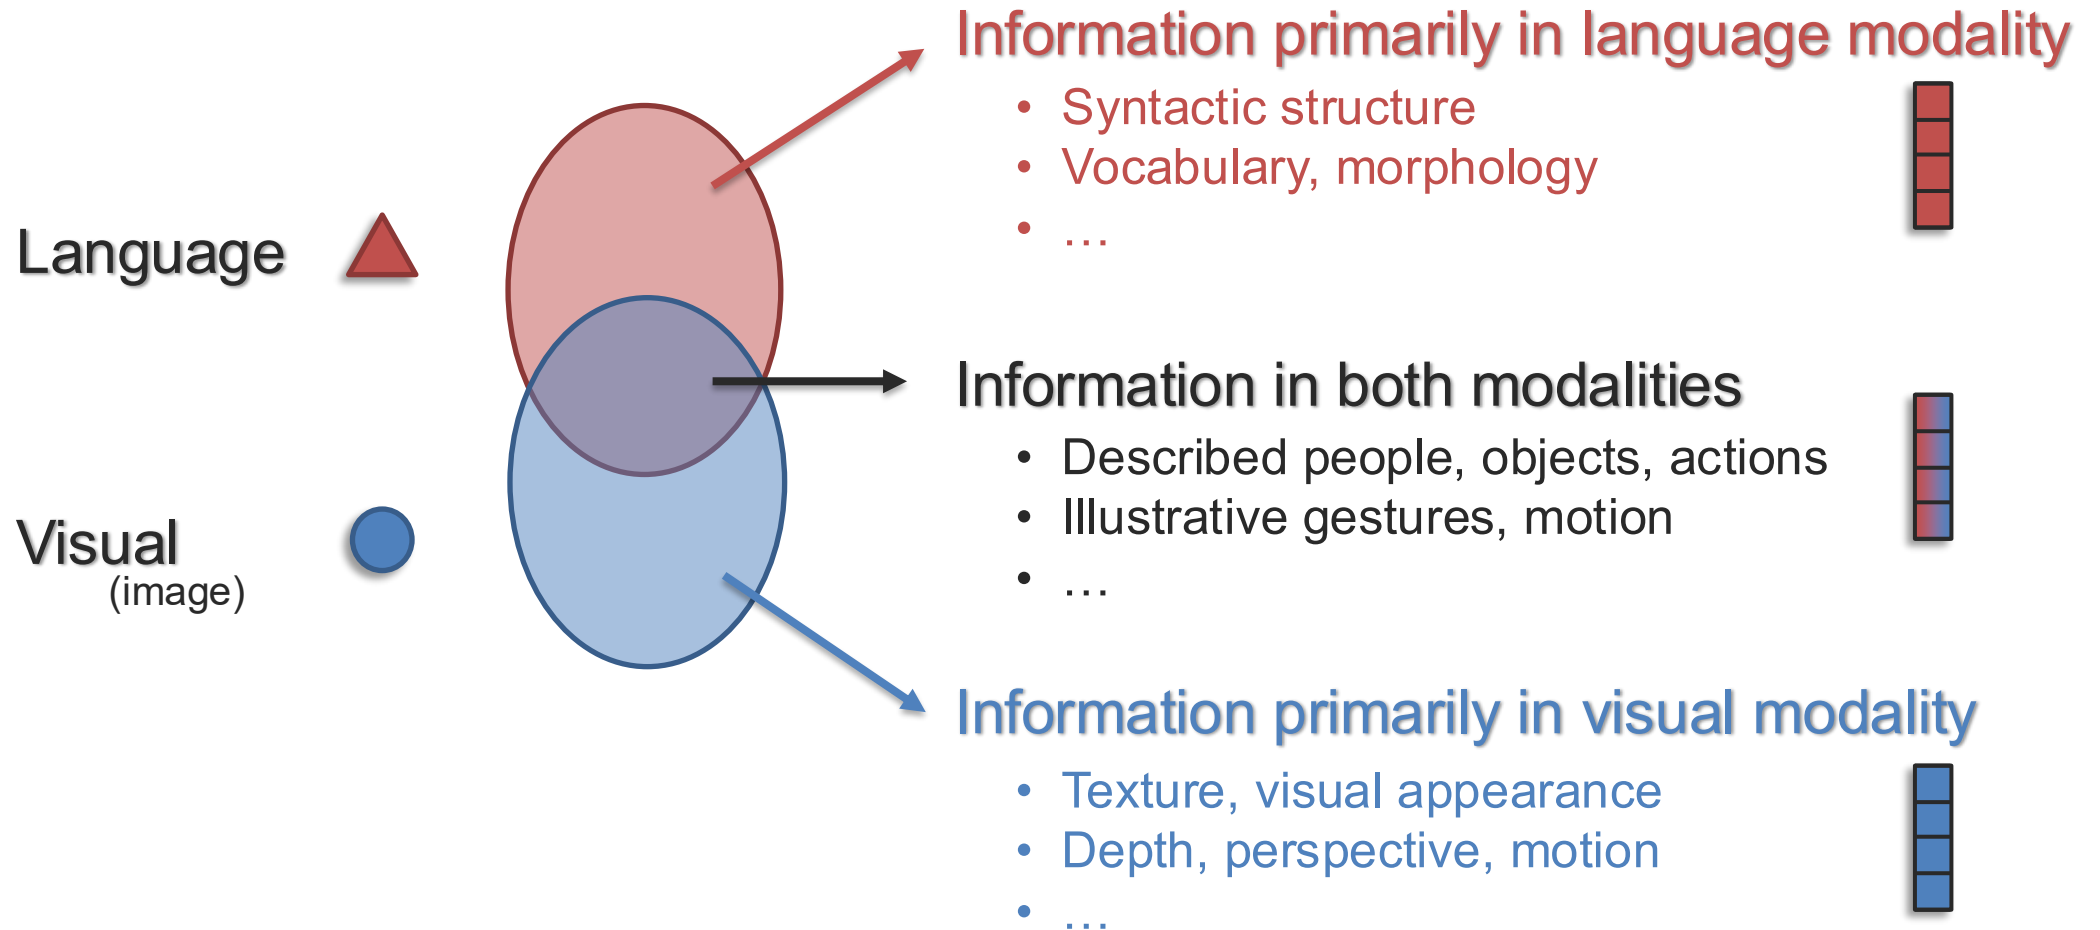 Language
Visual
(image)
Information primarily in language modality
• Syntactic structure
• Vocabulary, morphology
• …
Information in both modalities
• Described people, objects, actions
• Illustrative gestures, motion
• …
Information primarily in visual modality
• Texture, visual appearance
• Depth, perspective, motion
• …